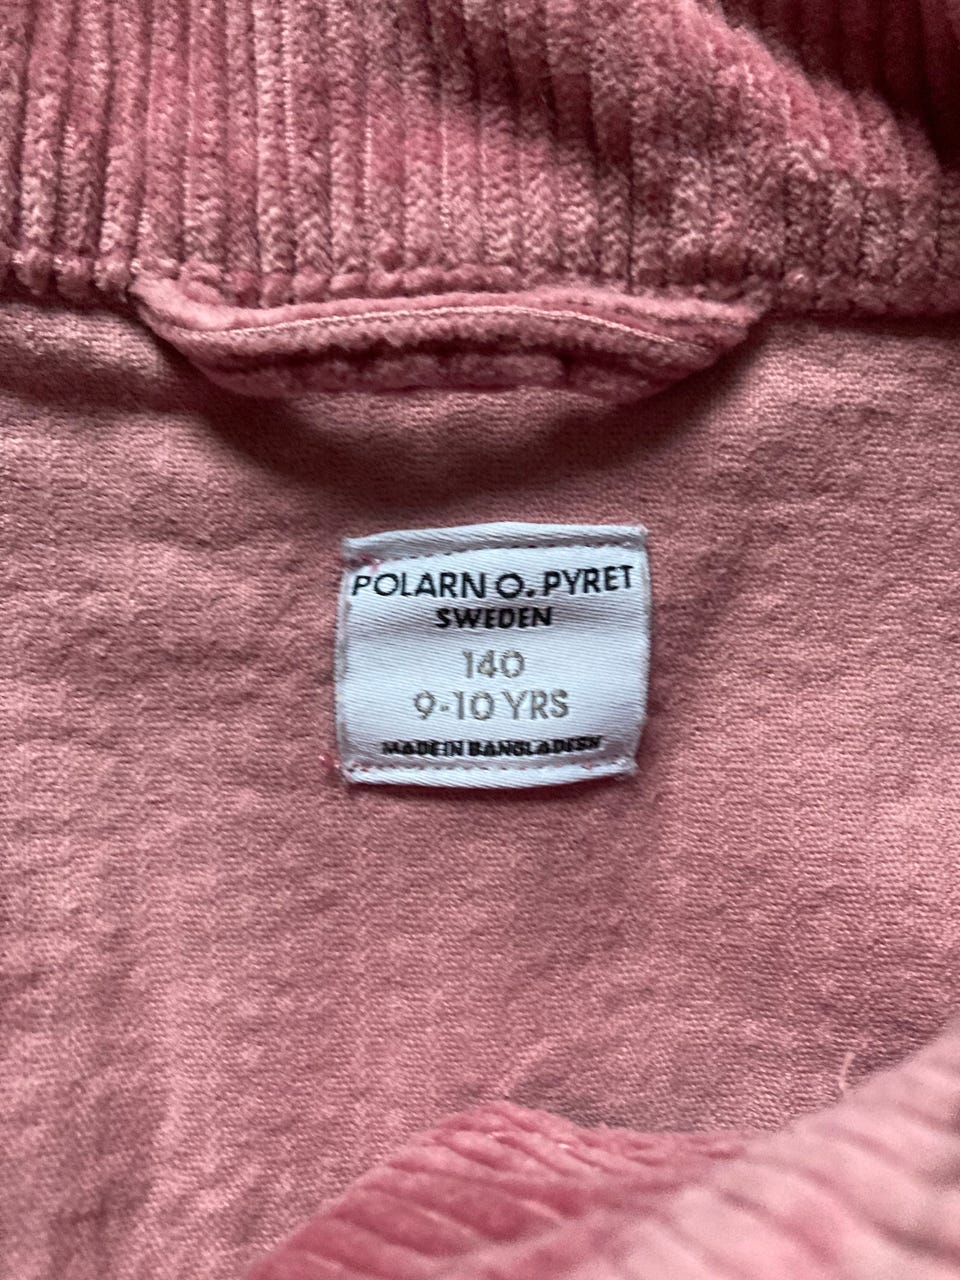 POLARN O. PYRET
SWEDEN
140
9-10 YRS
MADE IN BANGLADESH